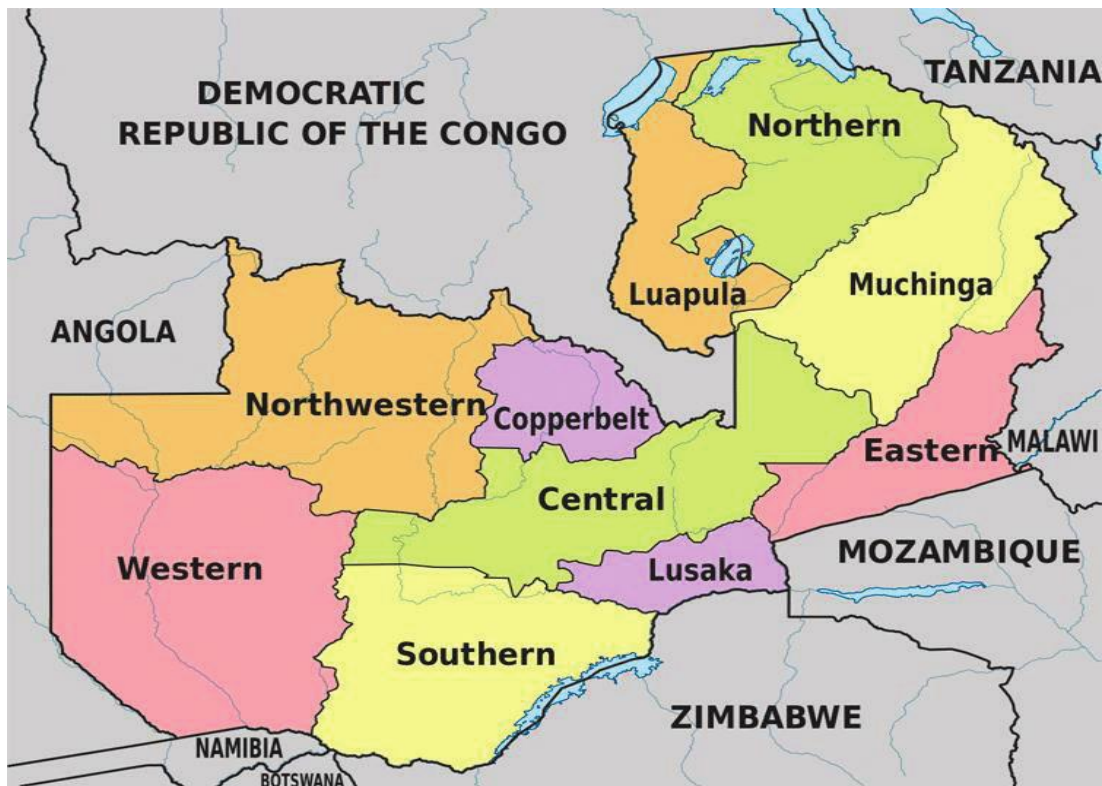 DEMOCRATIC
REPUBLIC OF THE CONGO
TANZANIA
Northern
Luapula
Muchinga
ANGOLA
Northwestern
Copperbelt
Eastern
MALAWI
Central
Western
Lusaka
MOZAMBIQUE
Southern
ZIMBABWE
NAMIBIA
BOTSWANA